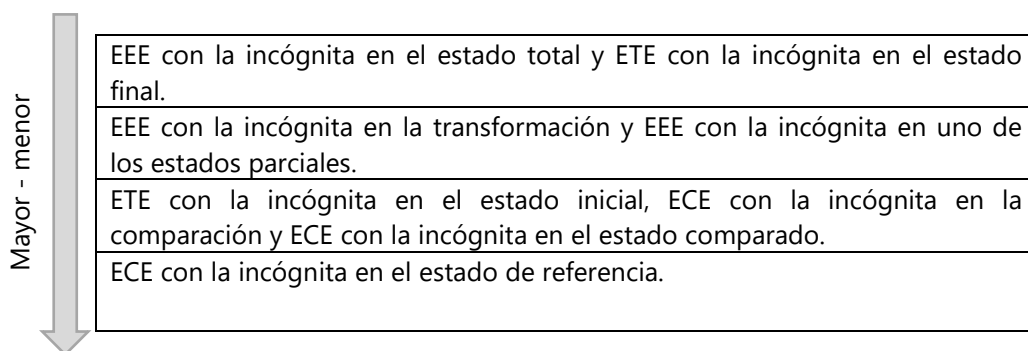 Mayor - menor
EEE con la incógnita en el estado total y ETE con la incógnita en el estado
final.
EEE con la incógnita en la transformación y EEE con la incógnita en uno de
los estados parciales.
ETE con la incógnita en el estado inicial, ECE con la incógnita en la
comparación y ECE con la incógnita en el estado comparado.
ECE con la incógnita en el estado de referencia.